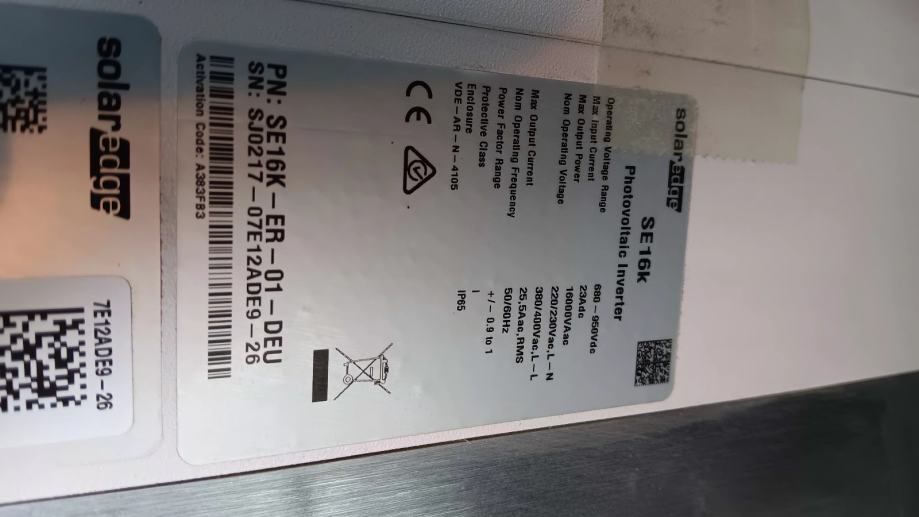 solaredge
SE16K
Photovoltaic Inverter
Operating Voltage Range 680-950Vdc
Max Input Current 23Adc
Max Output Power 16000VAac
Nom Operating Voltage 220/230Vac,L-N
380/400Vac,L-L
Max Output Current 25,5Aac,RMS
Nom Operating Frequency 50/60Hz
Power Factor Range +/- 0.9 to 1
Protective Class I
Enclosure IP65
VDE-AR-N-4105
CE
PN: SE16K-ER-01-DEU
SN: SJ0217-07E12ADE9-26
Activation Code: A383FB3
solaredge
7E12ADE9-26